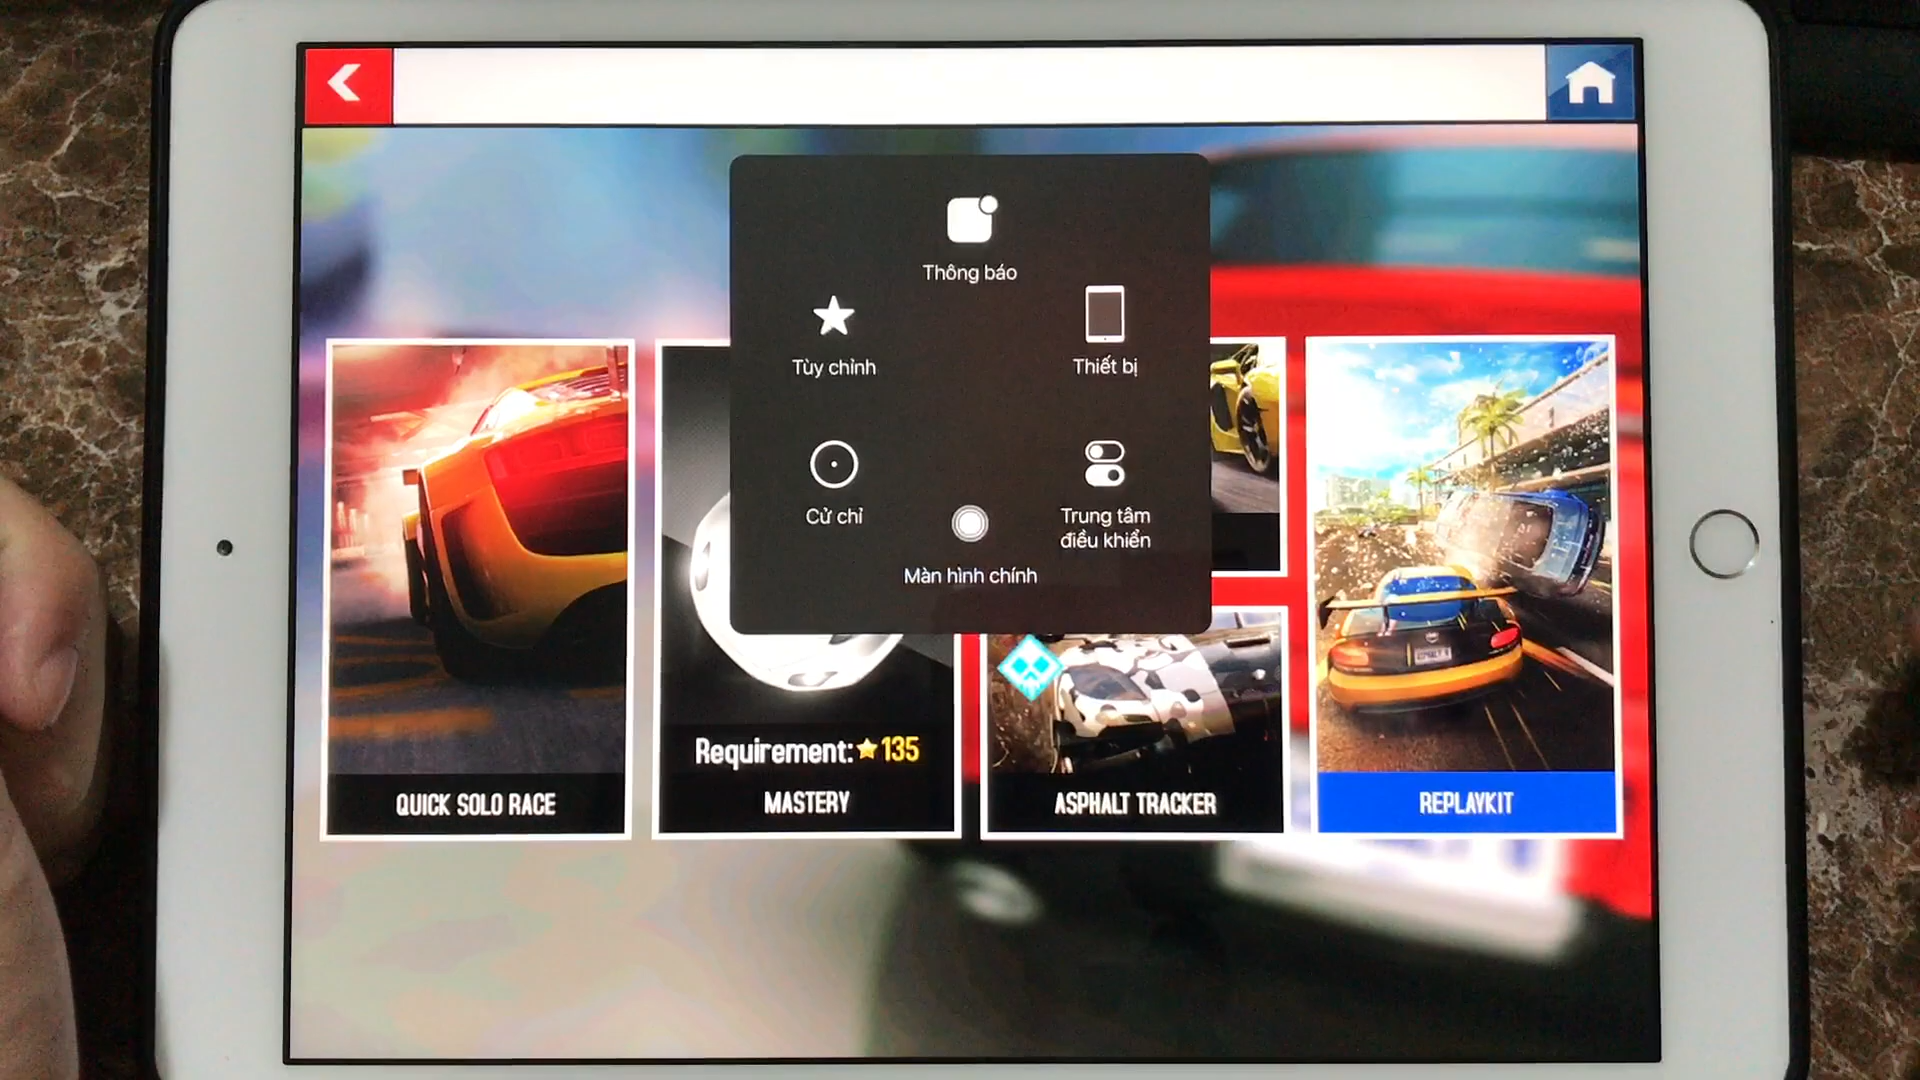 Thông báo
Tùy chỉnh
Thiết bị
Cử chỉ
Trung tâm
điều khiển
Màn hình chính
Requirement: 135
QUICK SOLO RACE
MASTERY
ASPHALT TRACKER
REPLAYKIT